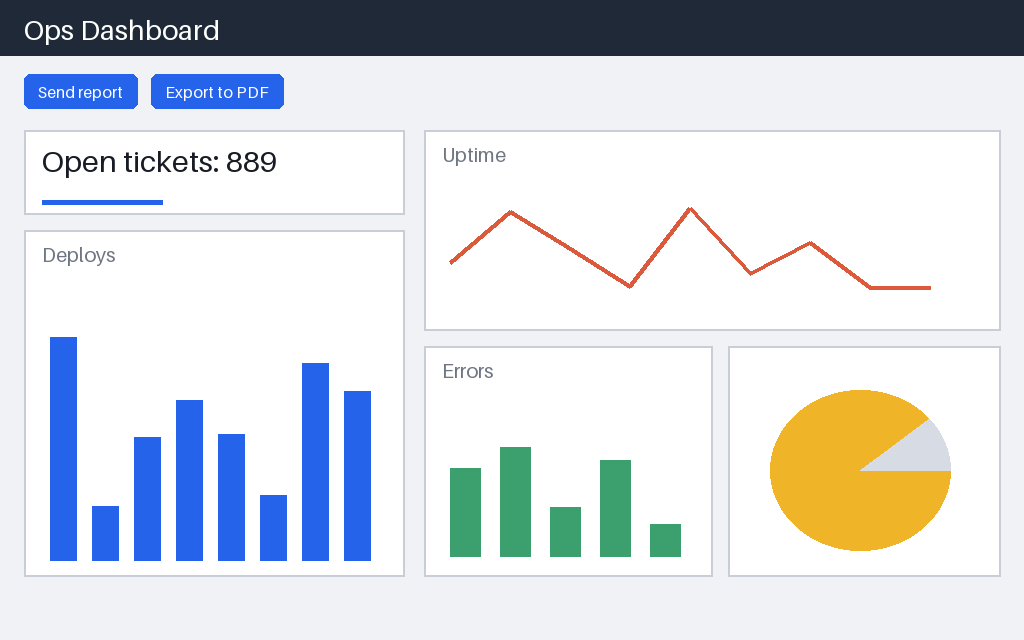 Ops Dashboard
Send report
Export to PDF
Open tickets: 889
Uptime
Deploys
Errors